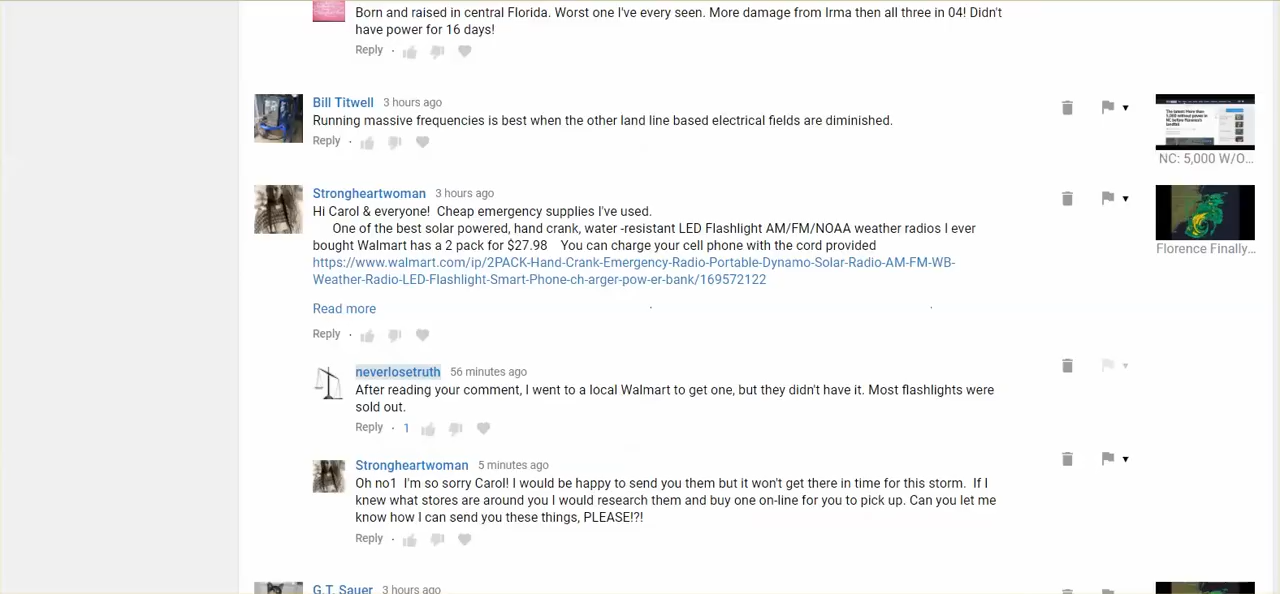 Born and raised in central Florida. Worst one I've every seen. More damage from Irma then all three in 04! Didn't
have power for 16 days!
Reply
Bill Titwell 3 hours ago
Running massive frequencies best when the other land line based electrical fields are diminished.
Reply
NC: 5,000 W/O...
Strongheartwoman 3 hours ago
Hi Carol & everyone! Cheap emergency supplies I've used.
One of the best solar powered, hand crank, water -resistant LED Flashlight AM/FM/NOAA weather radios I ever
bought Walmart has a 2 pack for $27.98 You can charge your cell phone with the cord provided
https://www.walmart.com/ip/2PACK-Hand-Crank-Emergency-Radio-Portable-Dynamo-Solar-Radio-AM-FM-WB-
Weather-Radio-LED-Flashlight-Smart-Phone-ch-arger-pow-er-bank/169572122
Florence Finally...
Read more
Reply
neverlosetruth 56 minutes ago
After reading your comment, I went to a local Walmart to get one, but they didn't have it. Most flashlights were
sold out.
Reply · 1
Strongheartwoman 5 minutes ago
Oh no1 I'm so sorry Carol! I would be happy to send you them but it won't get there in time for this storm. If I
knew what stores are around you I would research them and buy one on-line for you to pick up. Can you let me
know how I can send you these things, PLEASE!?!
Reply
G.T. Sauer 3 hours ago